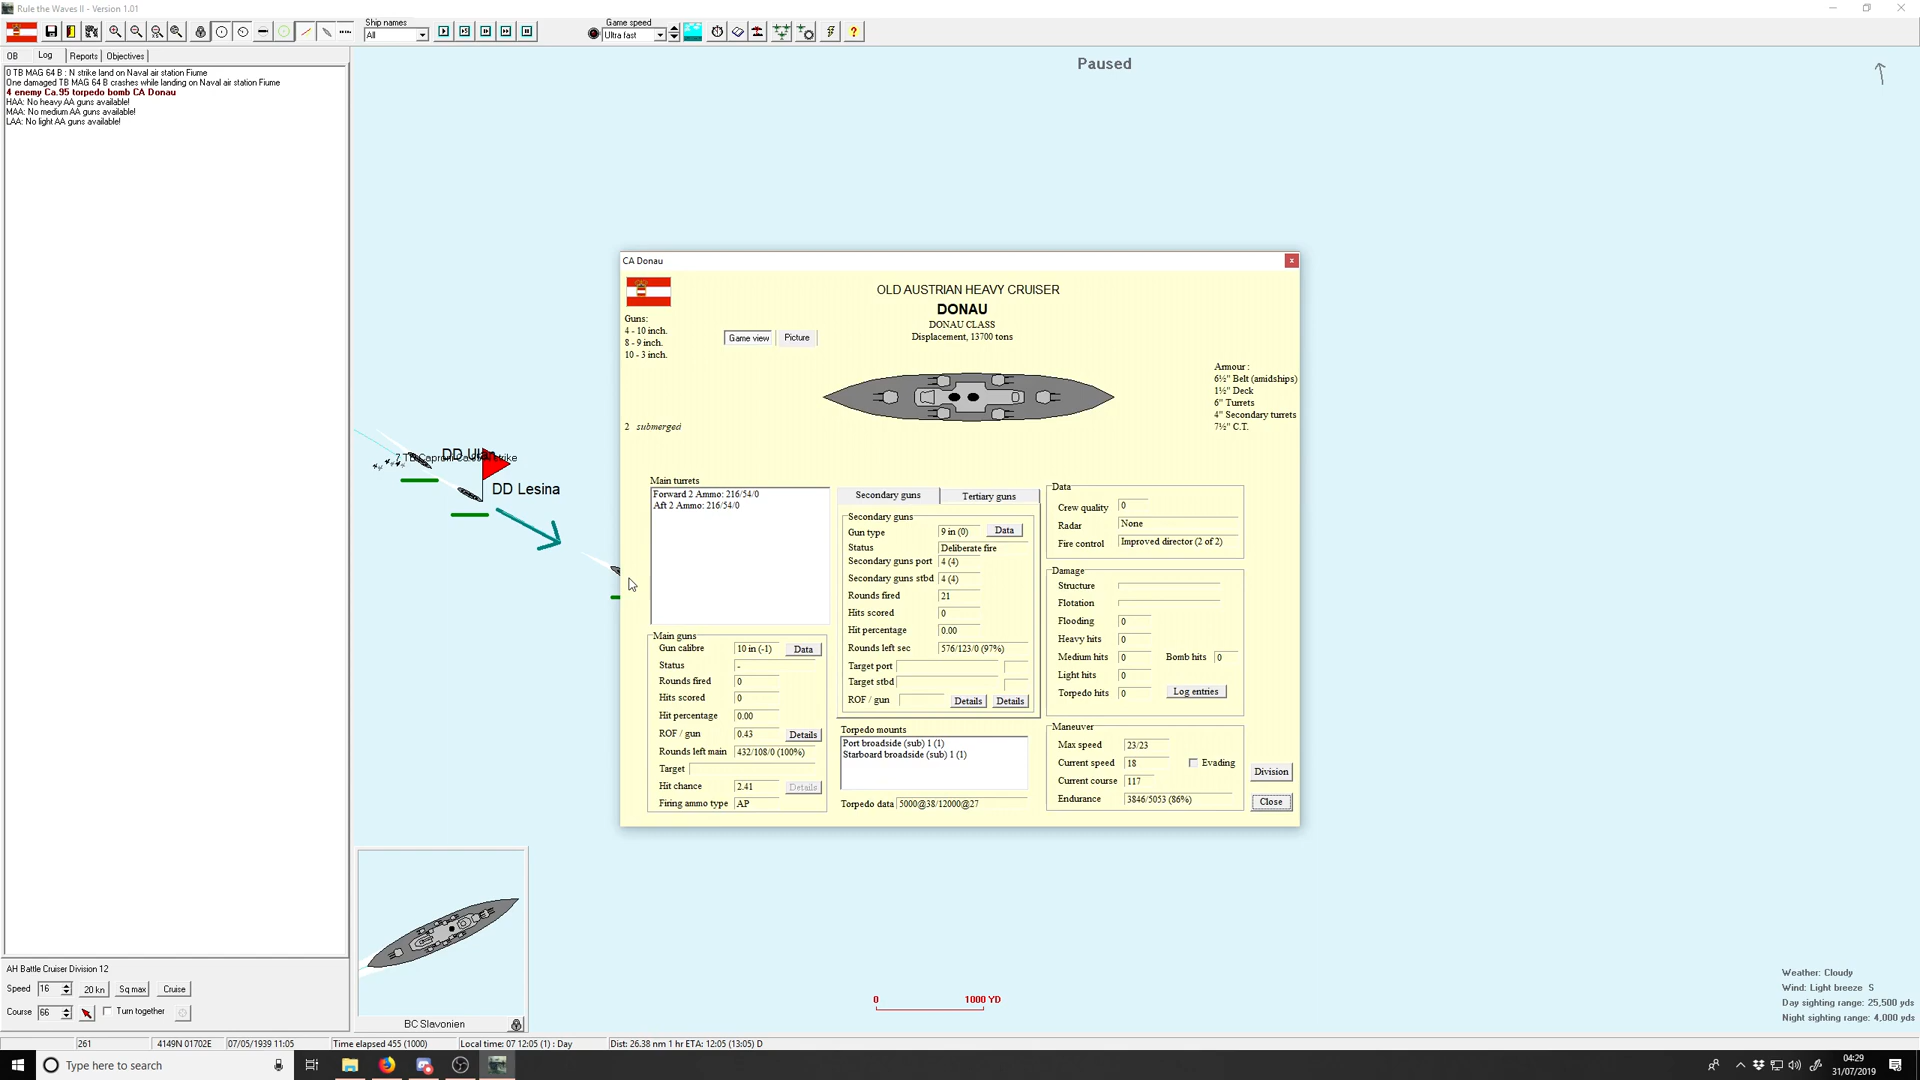 Rule the Waves II - Version 1.01
Ship names
All
Game speed
Ultra fast
OB
Log
Reports
Objectives
0 TB MAG 64 B : N strike land on Naval air station Fiume
One damaged TB MAG 64 B crashes while landing on Naval air station Fiume
4 enemy Ca.95 torpedo bomb CA Donau
HAA: No heavy AA guns available!
MAA: No medium AA guns available!
LAA: No light AA guns available!
Paused
DD Lesina
CA Donau
OLD AUSTRIAN HEAVY CRUISER
DONAU
DONAU CLASS
Displacement, 13700 tons
Guns:
4 - 10 inch.
8 - 9 inch.
10 - 3 inch.
Game view
Picture
2 submerged
Armour :
6½" Belt (amidships)
1½" Deck
6" Turrets
4" Secondary turrets
7½" C.T.
Main turrets
Forward 2 Ammo: 216/54/0
Aft 2 Ammo: 216/54/0
Main guns
Gun calibre 10 in (-1) Data
Status -
Rounds fired 0
Hits scored 0
Hit percentage 0.00
ROF / gun 0.43 Details
Rounds left main 432/108/0 (100%)
Target
Hit chance 2.41 Details
Firing ammo type AP
Secondary guns
Tertiary guns
Secondary guns
Gun type 9 in (0) Data
Status Deliberate fire
Secondary guns port 4 (4)
Secondary guns stbd 4 (4)
Rounds fired 21
Hits scored 0
Hit percentage 0.00
Rounds left sec 576/123/0 (97%)
Target port
Target stbd
ROF / gun Details Details
Torpedo mounts
Port broadside (sub) 1 (1)
Starboard broadside (sub) 1 (1)
Torpedo data 5000@38/12000@27
Data
Crew quality 0
Radar None
Fire control Improved director (2 of 2)
Damage
Structure
Flotation
Flooding 0
Heavy hits 0
Medium hits 0 Bomb hits 0
Light hits 0
Torpedo hits 0 Log entries
Maneuver
Max speed 23/23
Current speed 18 Evading
Current course 117
Endurance 3846/5053 (86%)
Division
Close
AH Battle Cruiser Division 12
Speed 16 20 kn Sq max Cruise
Course 66 Turn together
BC Slavonien
0 1000 YD
Weather: Cloudy
Wind: Light breeze S
Day sighting range: 25,500 yds
Night sighting range: 4,000 yds
261 4149N 01702E 07/05/1939 11:05 Time elapsed 455 (1000) Local time: 07 12:05 (1) : Day Dist: 26.38 nm 1 hr ETA: 12:05 (13:05) D
Type here to search
04:29
31/07/2019